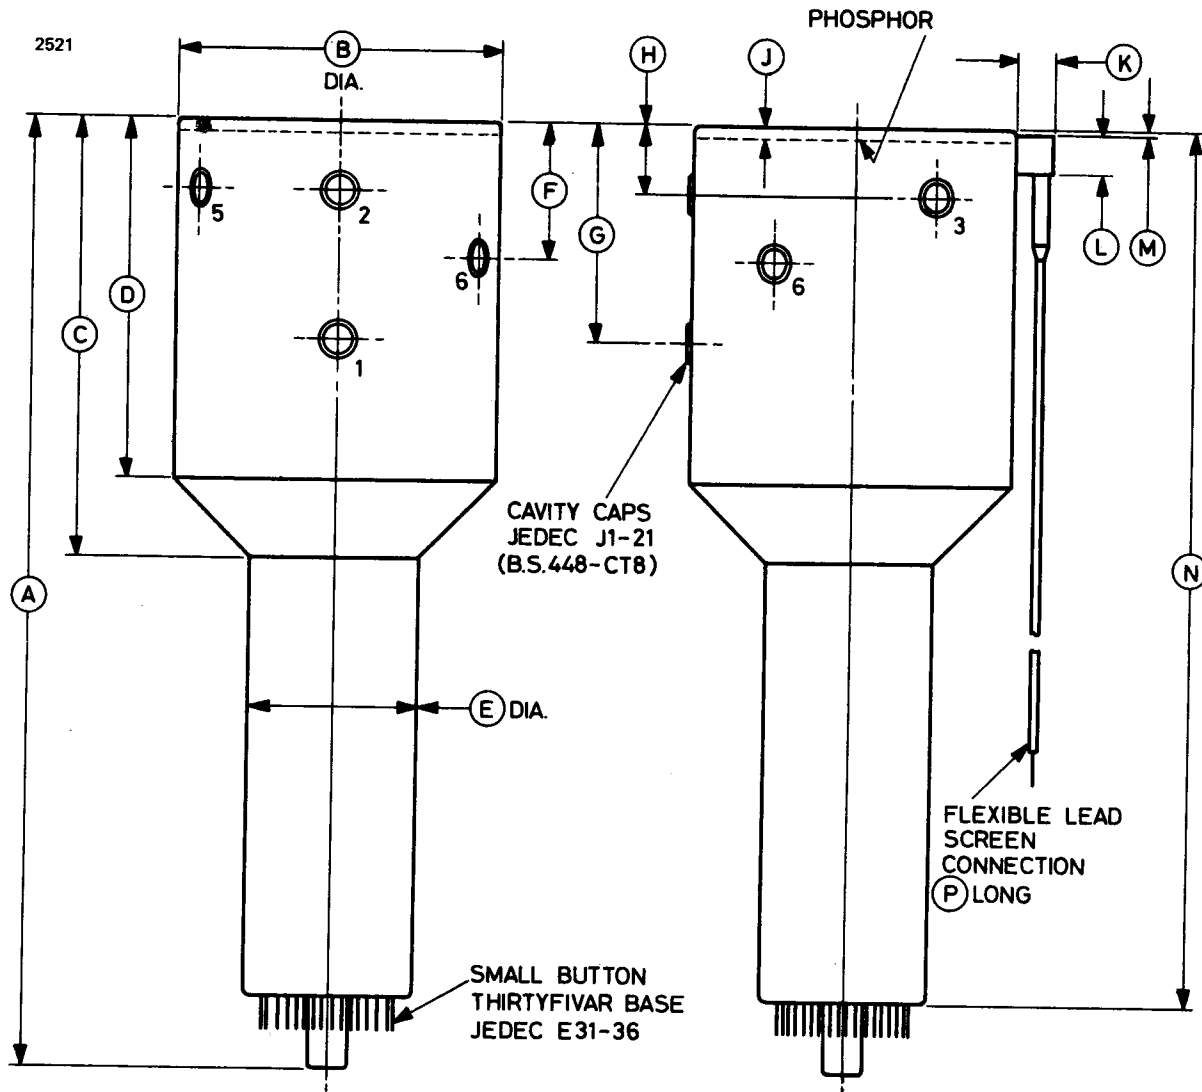 2521
B
DIA.
PHOSPHOR
H
J
K
5
2
F
3
6
G
6
L
M
D
C
1
CAVITY CAPS
JEDEC J1-21
(B.S.448-CT8)
A
N
E DIA.
FLEXIBLE LEAD
SCREEN
CONNECTION
P LONG
SMALL BUTTON
THIRTYFIVAR BASE
JEDEC E31-36